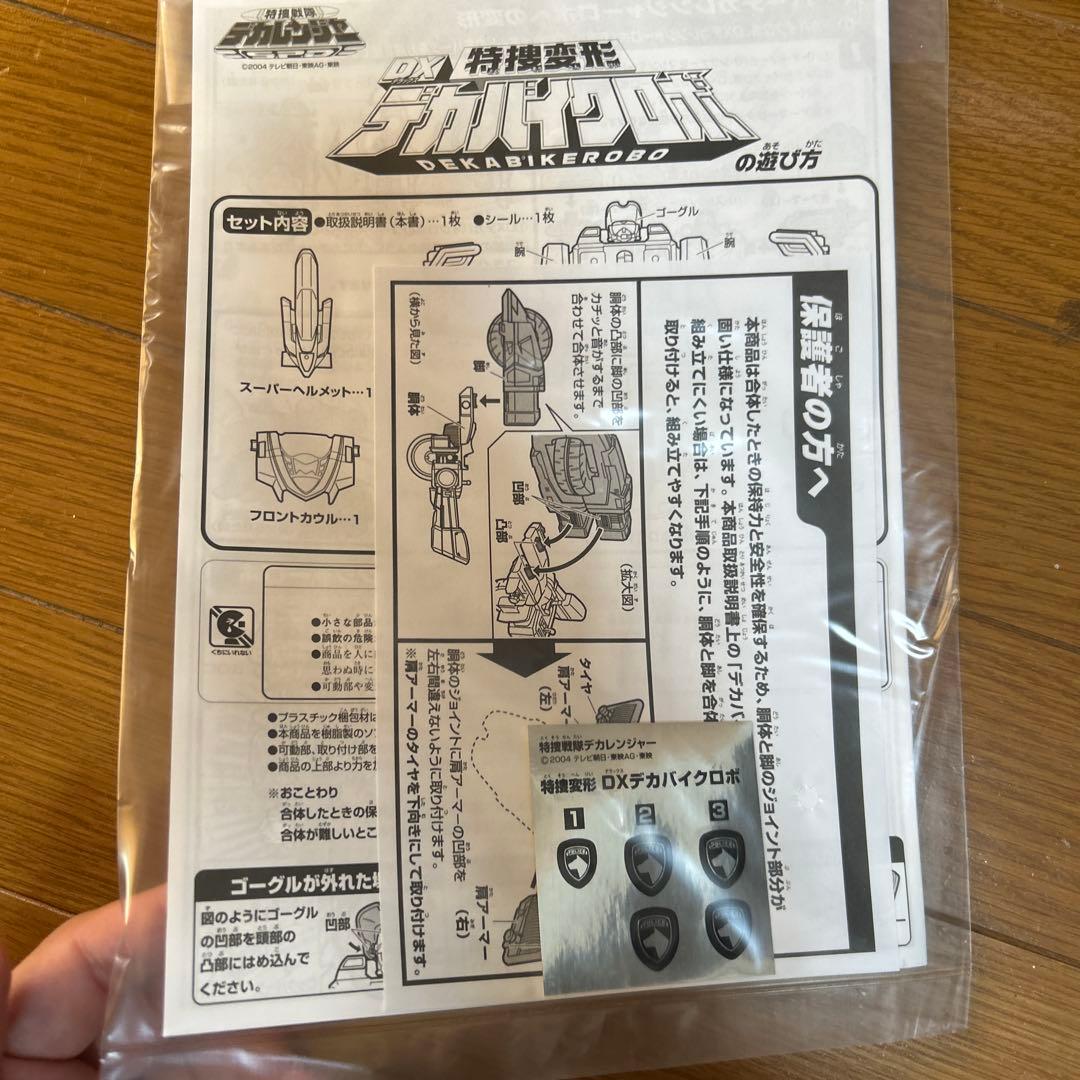 特捜戦隊
デカレンジャー
S.P.D.
©2004 テレビ朝日・東映AG・東映
DX 特捜変形
デカバイクロボ
DEKABIKEROBO
の遊び方
セット内容
●取扱説明書(本書)…1枚 ●シール…1枚
ゴーグル
腕
腕
スーパーヘルメット…1
フロントカウル…1
くちにいれない
●小さな部品
●誤飲の危険
●商品を人に
思わぬ時に
●可動部や変
●プラスチック梱包材は
●本商品を樹脂製のソ
●可動部、取り付け部を
●商品の上部より力をか
※おことわり
合体したときの保
合体が難しいとこ
ゴーグルが外れた場
図のようにゴーグル
の凹部を頭部の
凸部にはめ込んで
ください。
凹部
保護者の方へ
本商品は合体したときの保持力と安全性を確保するため、胴体と脚のジョイント部分が
固い仕様になっています。本商品取扱説明書上の「デカバ
組み立てにくい場合は、下記手順のように、胴体と脚を合体
取り付けると、組み立てやすくなります。
胴体の凸部に脚の凹部を
カチッと音がするまで
合わせて合体させます。
(横から見た図)
脚
胴体
凹部
凸部
(拡大図)
タイヤ
肩アーマー
(左)
肩アーマー
(右)
胴体のジョイントに肩アーマーの凹部を
左右間違えないように取り付けます。
※肩アーマーのタイヤを下向きにして取り付けます。
特捜戦隊デカレンジャー
©2004 テレビ朝日・東映AG・東映
特捜変形 DXデカバイクロボ
1 2 3
POLICE
POLICE
POLICE
POLICE
POLICE